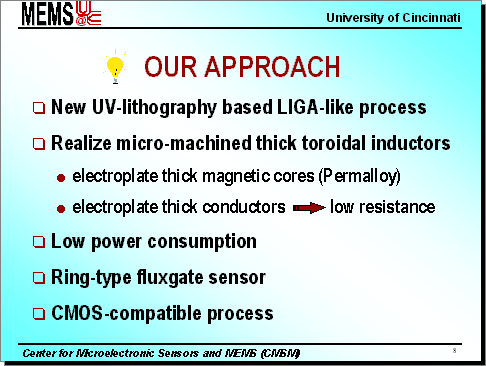 MEMS U@C
University of Cincinnati
OUR APPROACH
New UV-lithography based LIGA-like process
Realize micro-machined thick toroidal inductors
electroplate thick magnetic cores (Permalloy)
electroplate thick conductors low resistance
Low power consumption
Ring-type fluxgate sensor
CMOS-compatible process
Center for Microelectronic Sensors and MEMS (CMSM)
8